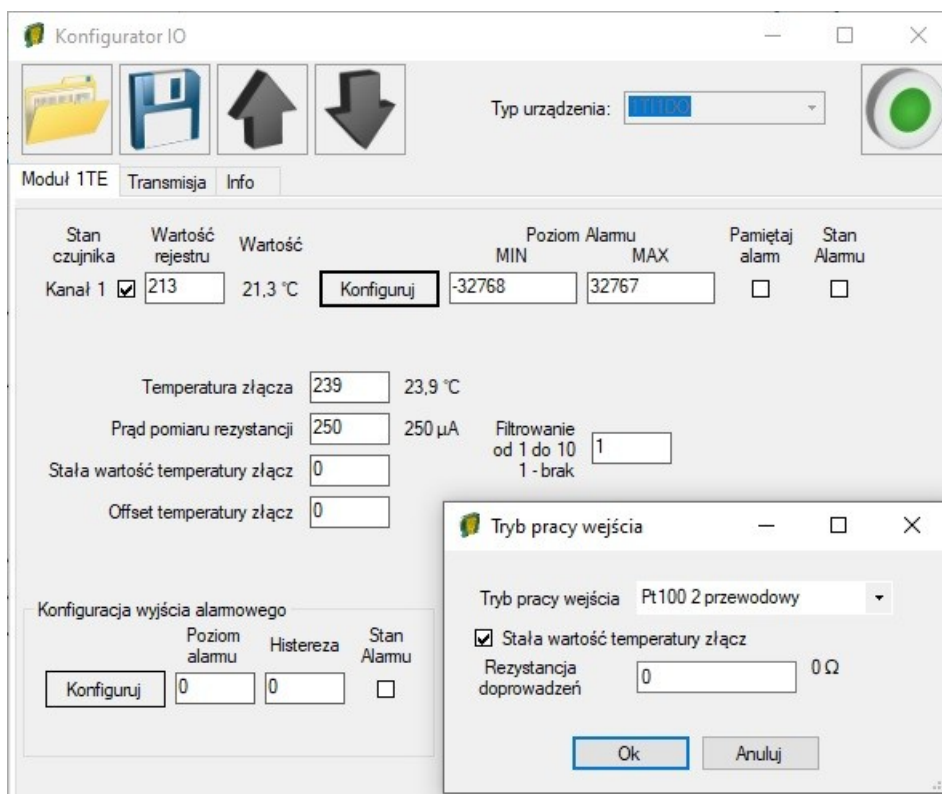 Konfigurator IO
Typ urządzenia: 1TI1DO
Moduł 1TE Transmisja Info
Stan czujnika
Wartość rejestru
Wartość
Poziom Alarmu
MIN MAX
Pamiętaj alarm
Stan Alarmu
Kanał 1 213 21,3 °C Konfiguruj -32768 32767
Temperatura złącza 239 23,9 °C
Prąd pomiaru rezystancji 250 250 µA
Filtrowanie
od 1 do 10
1 - brak
1
Stała wartość temperatury złącz 0
Offset temperatury złącz 0
Konfiguracja wyjścia alarmowego
Poziom alarmu
Histereza
Stan Alarmu
Konfiguruj 0 0
Tryb pracy wejścia
Tryb pracy wejścia Pt100 2 przewodowy
Stała wartość temperatury złącz
Rezystancja
doprowadzeń
0 0 Ω
Ok Anuluj